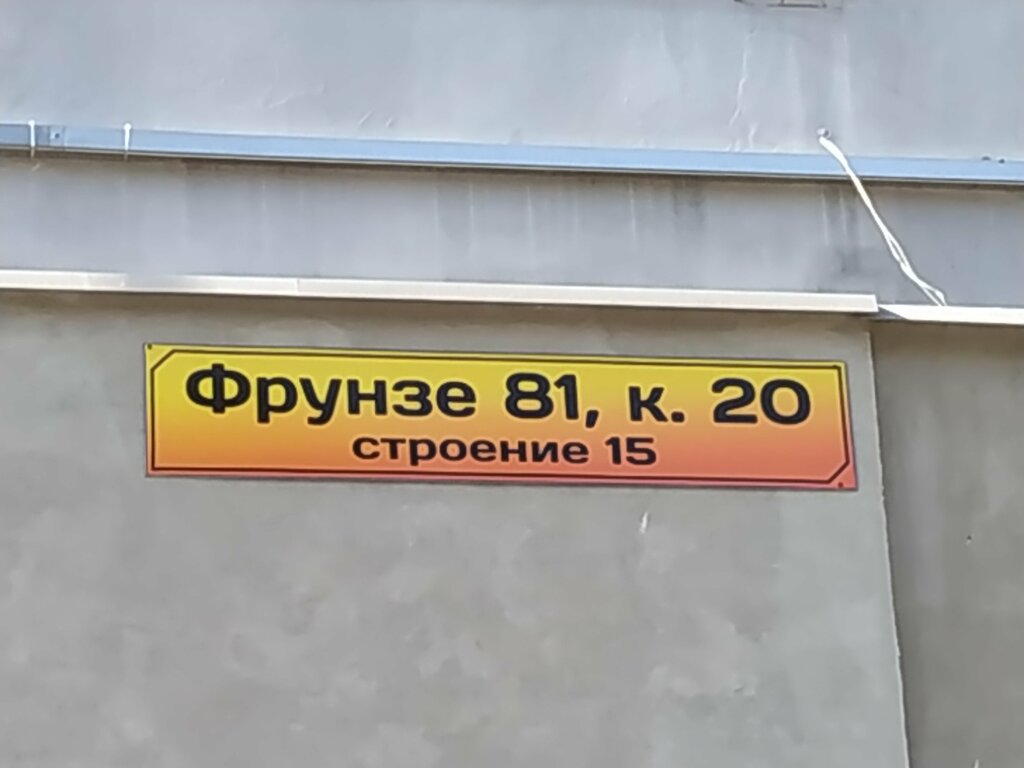 Фрунзе 81, к. 20
строение 15